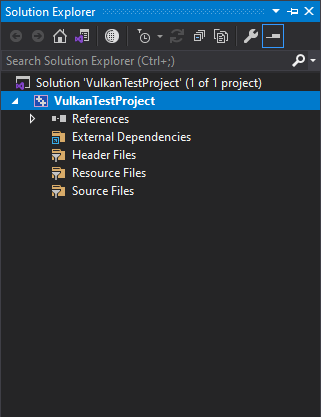 Solution Explorer
Search Solution Explorer (Ctrl+;)
Solution 'VulkanTestProject' (1 of 1 project)
VulkanTestProject
References
External Dependencies
Header Files
Resource Files
Source Files